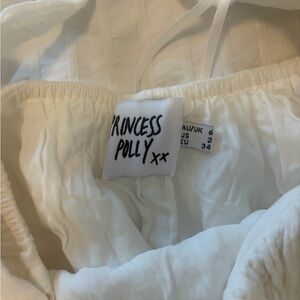 PRINCESS
POLLY xx
AU/UK 6
US 2
EU 34